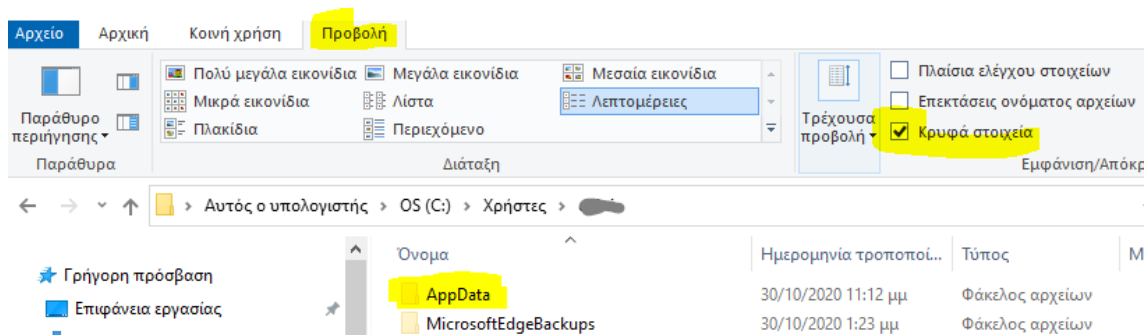 Αρχείο Αρχική Κοινή χρήση Προβολή
Πολύ μεγάλα εικονίδια Μεγάλα εικονίδια Μεσαία εικονίδια
Μικρά εικονίδια Λίστα Λεπτομέρειες
Πλακίδια Περιεχόμενο
Παράθυρο
περιήγησης
Παράθυρα
Διάταξη
Τρέχουσα
προβολή
Πλαίσια ελέγχου στοιχείων
Επεκτάσεις ονόματος αρχείων
Κρυφά στοιχεία
Εμφάνιση/Απόκρ
Αυτός ο υπολογιστής > OS (C:) > Χρήστες >
Γρήγορη πρόσβαση
Επιφάνεια εργασίας
Όνομα Ημερομηνία τροποποί... Τύπος Μ
AppData 30/10/2020 11:12 μμ Φάκελος αρχείων
MicrosoftEdgeBackups 30/10/2020 1:23 μμ Φάκελος αρχείων